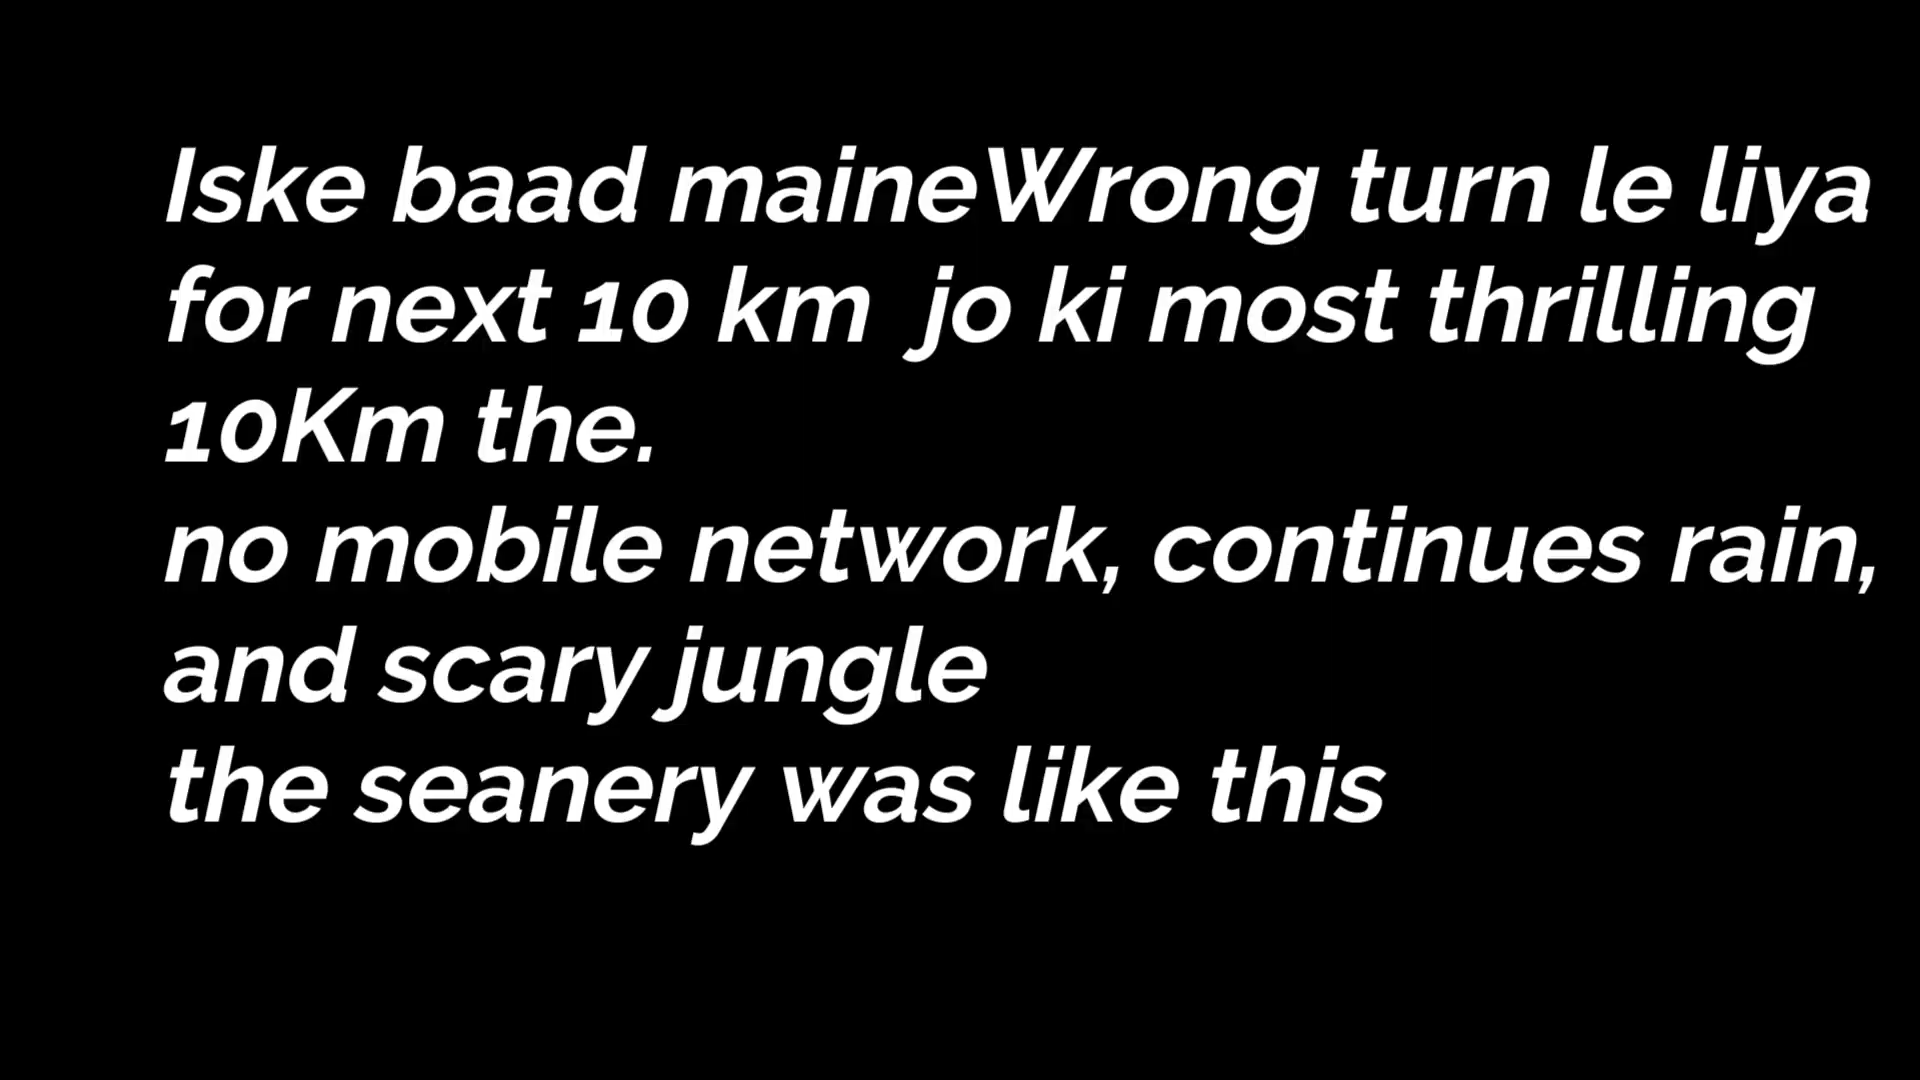 Iske baad maineWrong turn le liya
for next 10 km  jo ki most thrilling
10Km the.
no mobile network, continues rain,
and scary jungle
the seanery was like this